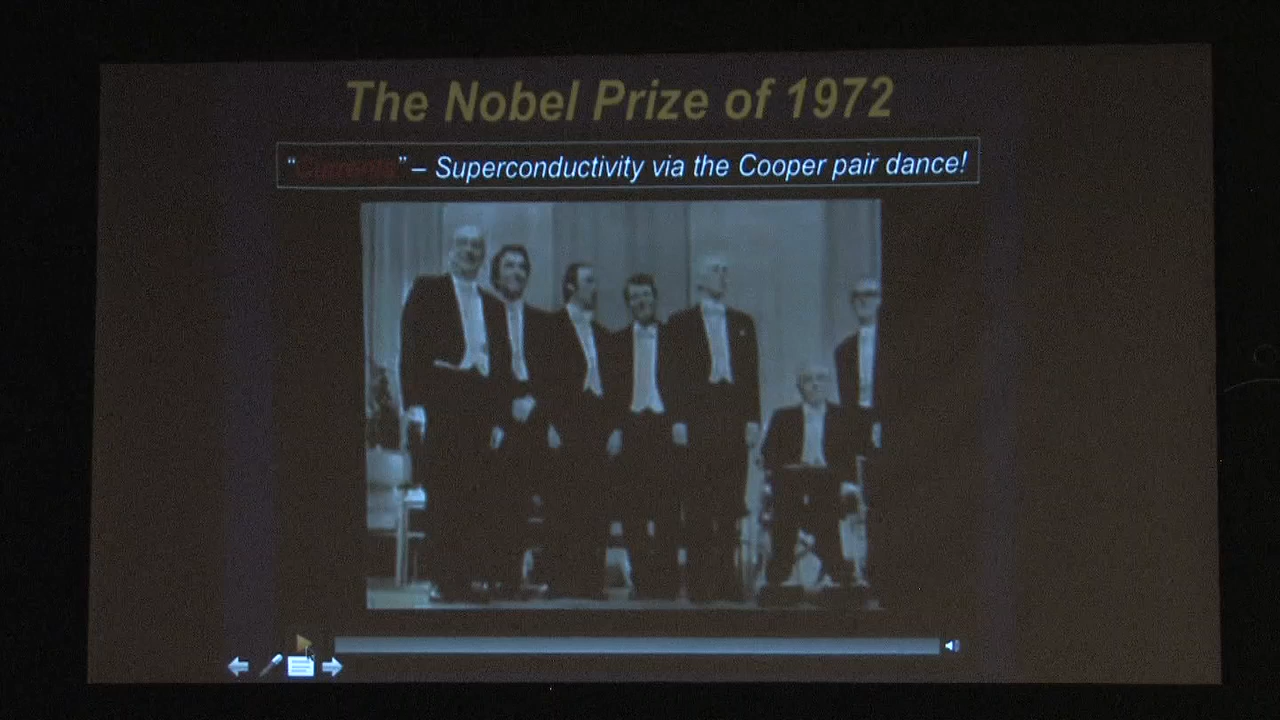 The Nobel Prize of 1972
“ ” – Superconductivity via the Cooper pair dance!